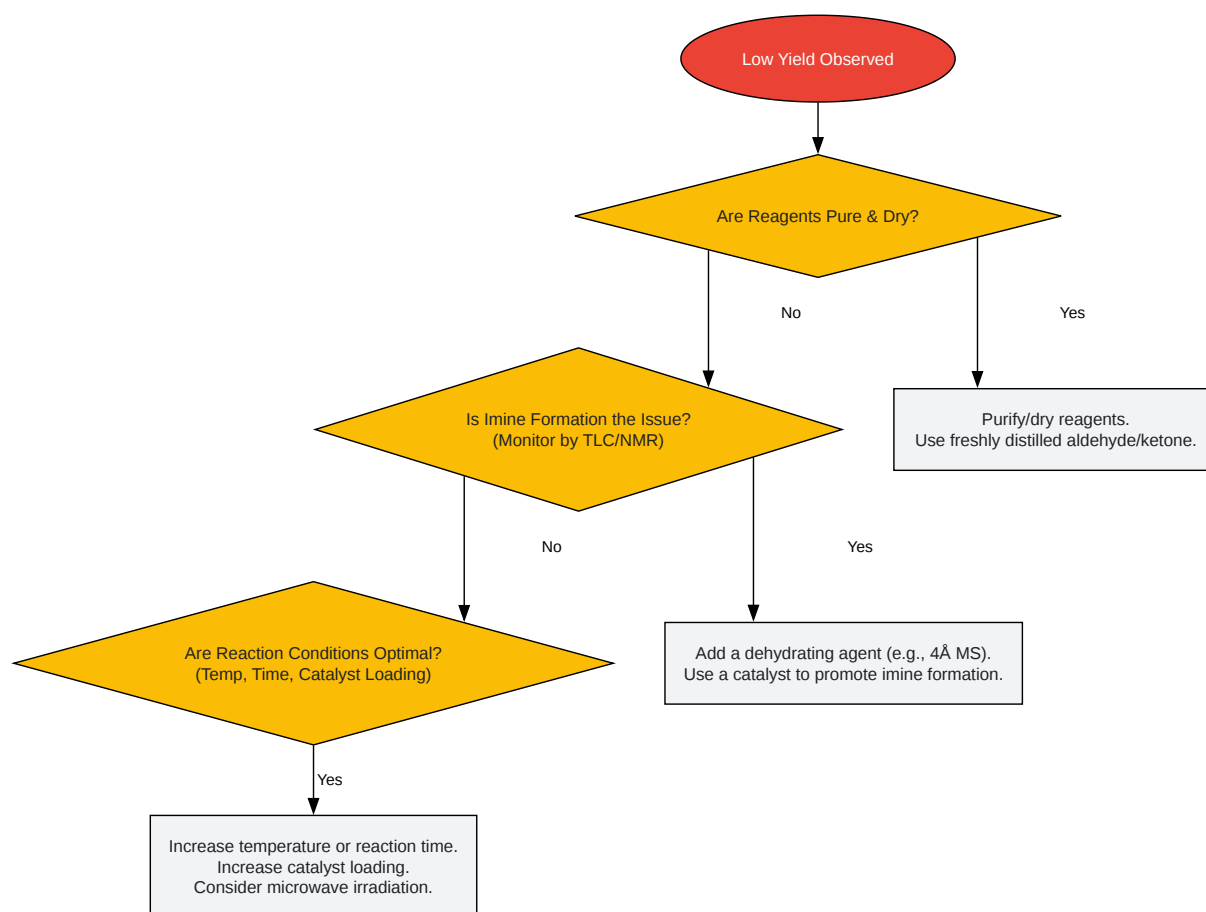 Low Yield Observed
Are Reagents Pure & Dry?
No
Yes
Is Imine Formation the Issue?
(Monitor by TLC/NMR)
Purify/dry reagents.
Use freshly distilled aldehyde/ketone.
No
Yes
Are Reaction Conditions Optimal?
(Temp, Time, Catalyst Loading)
Add a dehydrating agent (e.g., 4Å MS).
Use a catalyst to promote imine formation.
Yes
Increase temperature or reaction time.
Increase catalyst loading.
Consider microwave irradiation.